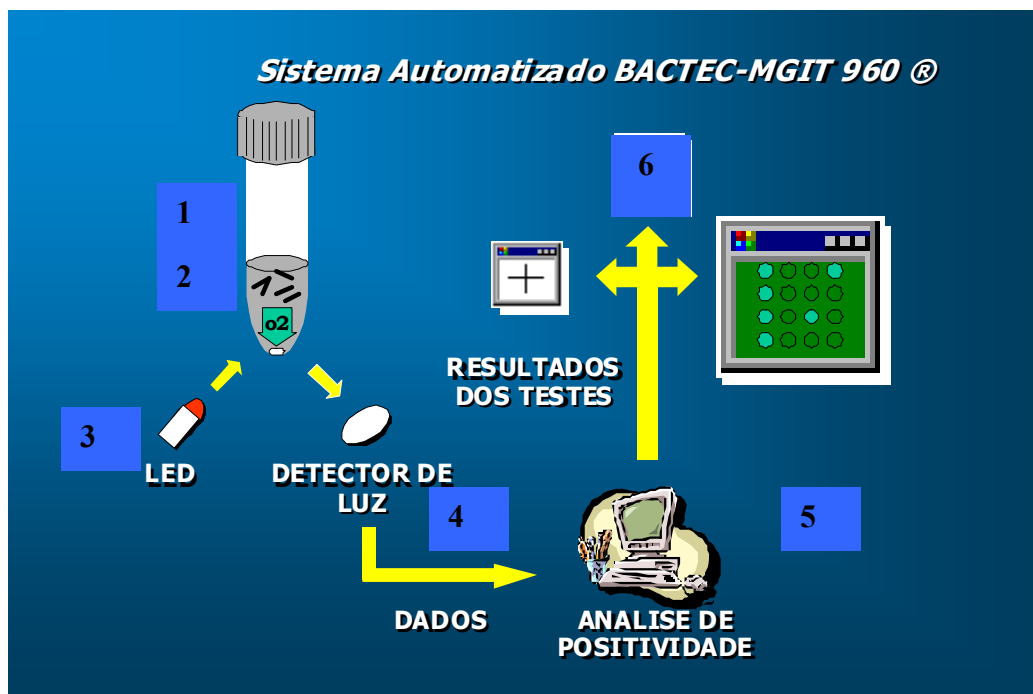 Sistema Automatizado BACTEC-MGIT 960 ®
1
2
o2
3
LED
DETECTOR DE
LUZ
4
DADOS
ANALISE DE
POSITIVIDADE
5
RESULTADOS
DOS TESTES
6